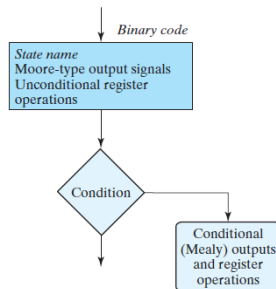 Binary code
State name
Moore-type output signals
Unconditional register
operations
Condition
Conditional
(Mealy) outputs
and register
operations